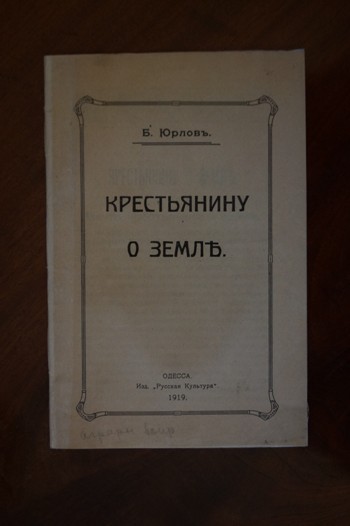 Б. Юрловъ.
КРЕСТЬЯНИНУ
О ЗЕМЛѢ.
ОДЕССА.
Изд. „Русская Культура"
1919.